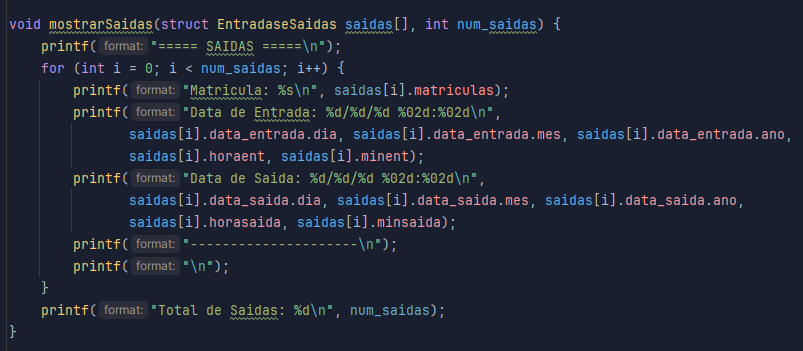 void mostrarSaidas(struct EntradaseSaidas saidas[], int num_saidas) {
    printf( format: "===== SAIDAS =====\n");
    for (int i = 0; i < num_saidas; i++) {
        printf( format: "Matricula: %s\n", saidas[i].matriculas);
        printf( format: "Data de Entrada: %d/%d/%d %02d:%02d\n",
               saidas[i].data_entrada.dia, saidas[i].data_entrada.mes, saidas[i].data_entrada.ano,
               saidas[i].horaent, saidas[i].minent);
        printf( format: "Data de Saida: %d/%d/%d %02d:%02d\n",
               saidas[i].data_saida.dia, saidas[i].data_saida.mes, saidas[i].data_saida.ano,
               saidas[i].horasaida, saidas[i].minsaida);
        printf( format: "---------------------\n");
        printf( format: "\n");
    }
    printf( format: "Total de Saidas: %d\n", num_saidas);
}